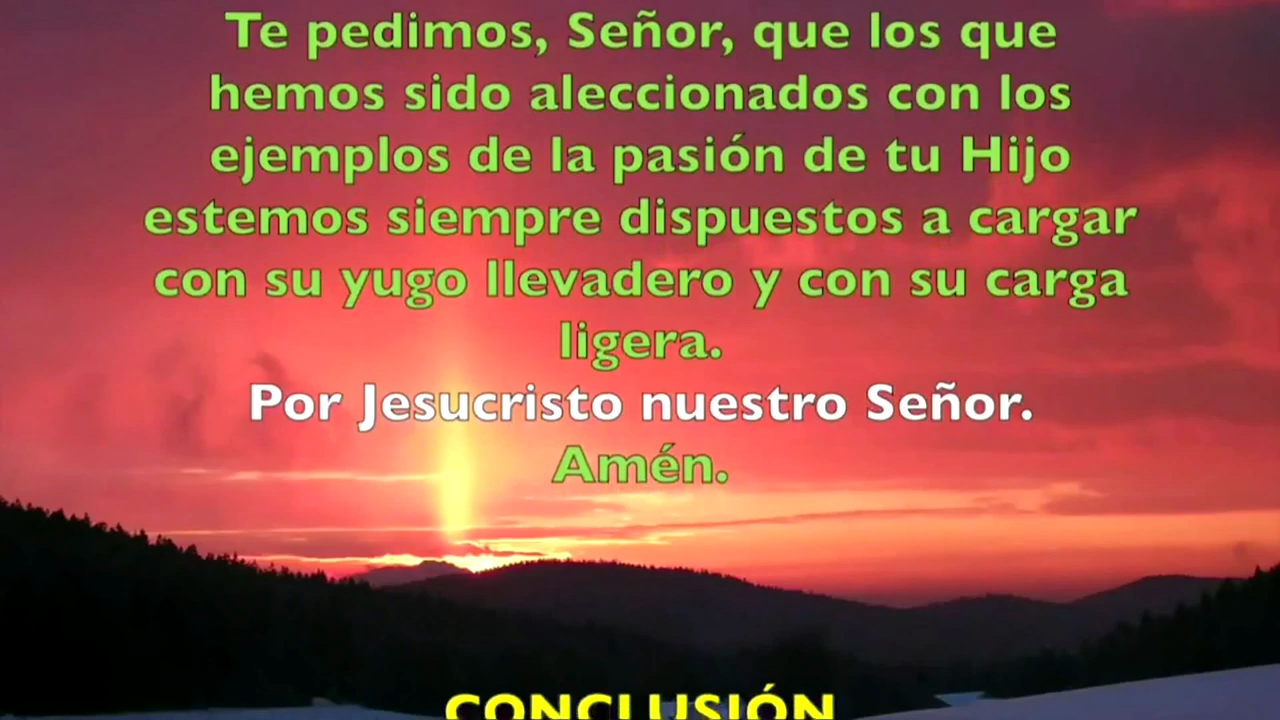 Te pedimos, Señor, que los que
hemos sido aleccionados con los
ejemplos de la pasión de tu Hijo
estemos siempre dispuestos a cargar
con su yugo llevadero y con su carga
ligera.
Por Jesucristo nuestro Señor.
Amén.
CONCLUSIÓN